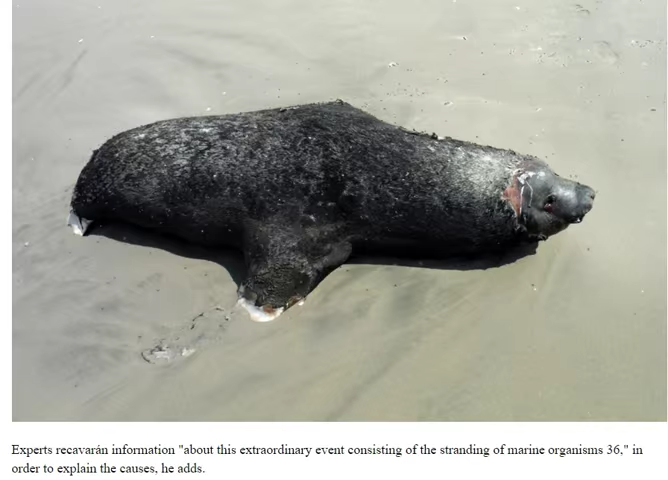 Experts recavarán information "about this extraordinary event consisting of the stranding of marine organisms 36," in
order to explain the causes, he adds.